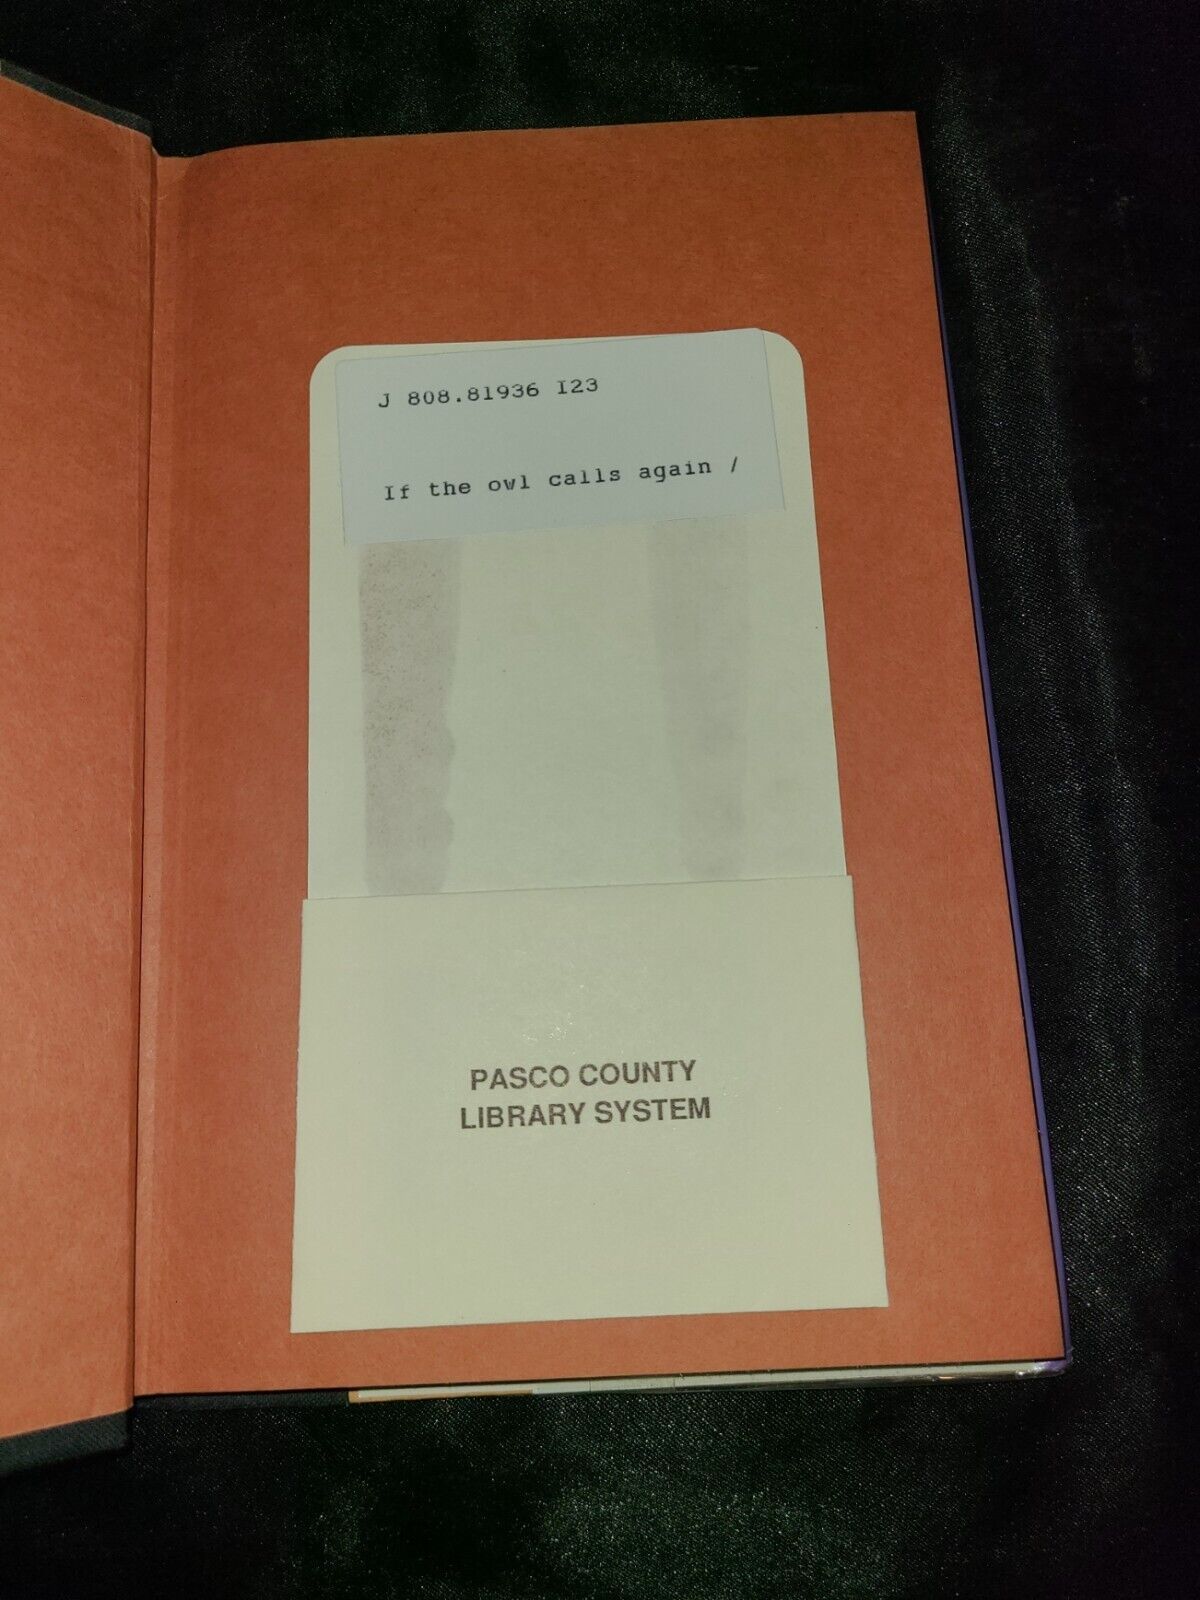 J 808.81936 I23
If the owl calls again /
PASCO COUNTY
LIBRARY SYSTEM